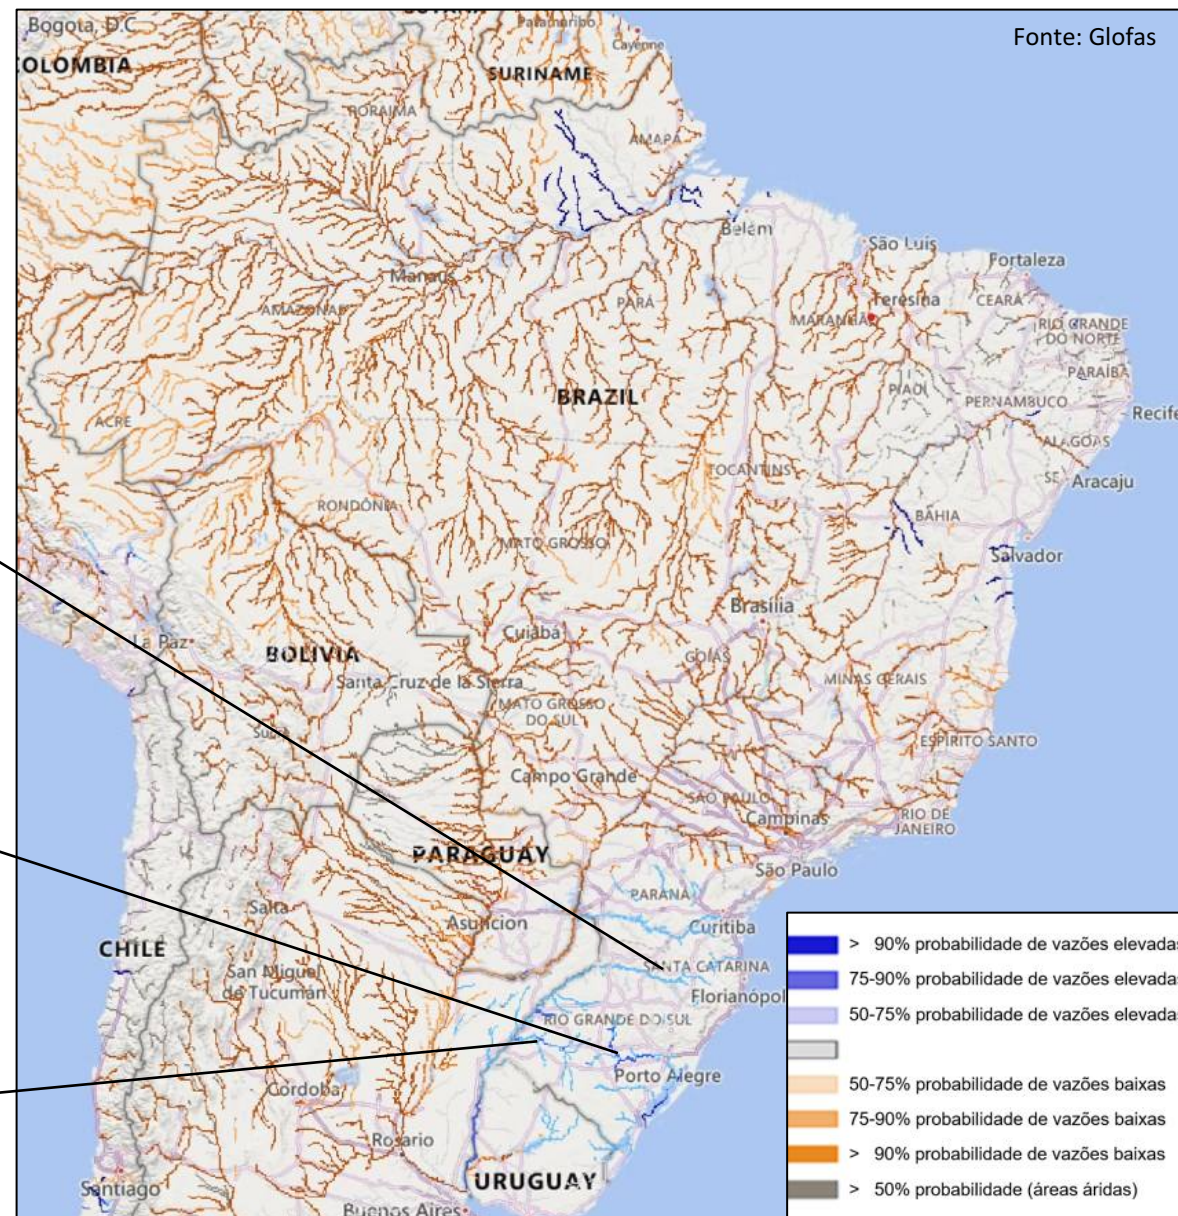 Bogota, D.C
GUYANA
Paramaribo
Cayenne
Fonte: Glofas
COLOMBIA
SURINAME
RORAIMA
AMAPÁ
Belém
São Luís
Fortaleza
Manaus
Teresina
CEARÁ
AMAZONAS
PARÁ
MARANHÃ
RIO GRANDE
DO NORTE
PARAÍBA
BRAZIL
PIAUÍ
PERNAMBUCO
Recife
ACRE
ALAGOAS
TOCANTINS
SE
Aracaju
RONDÔNIA
BAHIA
MATO GROSSO
Salvador
Brasília
La Paz
Cuiabá
BOLIVIA
GOIÁS
Santa Cruz de la Sierra
MINAS GERAIS
MATO GROSSO
DO SUL
Sucre
ESPÍRITO SANTO
Campo Grande
SÃO PAULO
Campinas
RIO DE
JANEIRO
PARAGUAY
São Paulo
PARANÁ
Salta
Asuncion
Curitiba
CHILE
SANTA CATARINA
San Miguel
de Tucumán
Florianópol
RIO GRANDE DO SUL
Porto Alegre
Córdoba
Rosario
Santiago
URUGUAY
Buenos Aires
> 90% probabilidade de vazões elevadas
75-90% probabilidade de vazões elevadas
50-75% probabilidade de vazões elevadas
50-75% probabilidade de vazões baixas
75-90% probabilidade de vazões baixas
> 90% probabilidade de vazões baixas
> 50% probabilidade (áreas áridas)